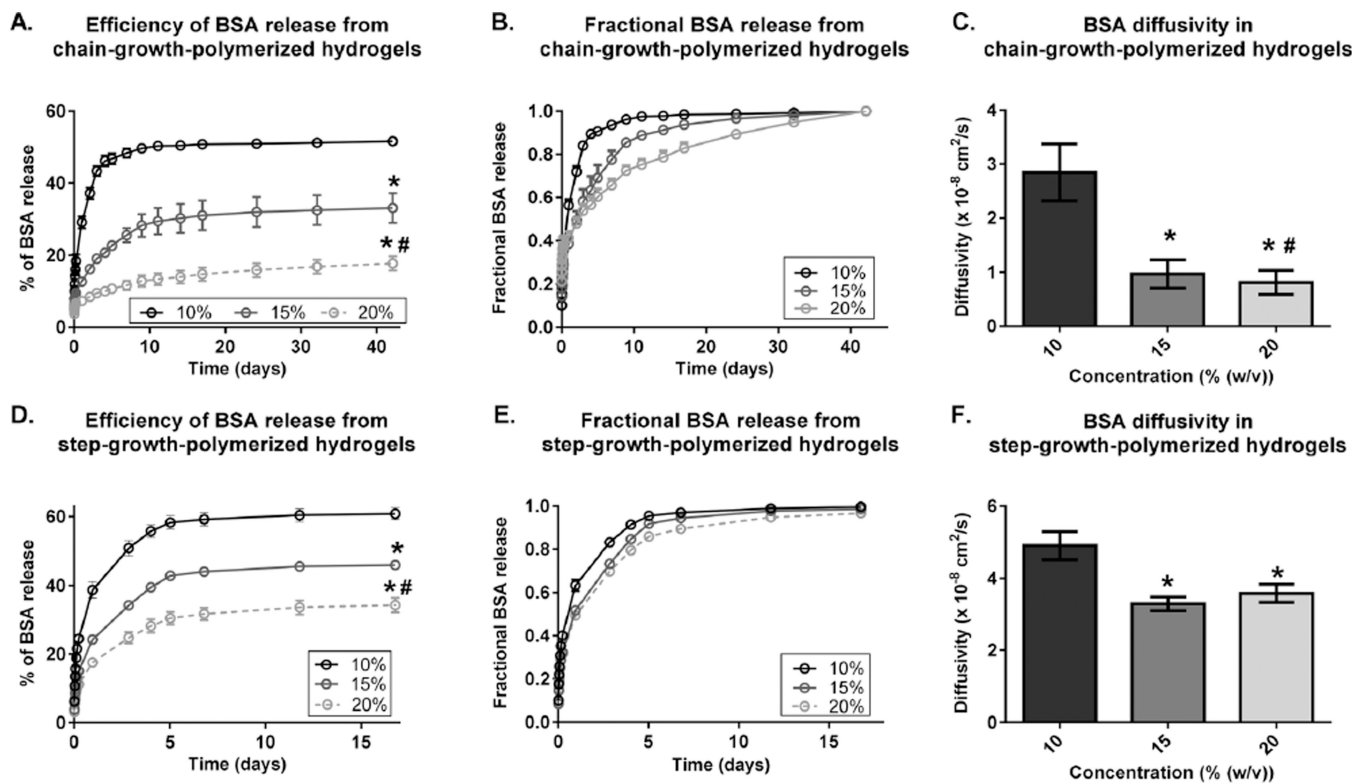 A.
Efficiency of BSA release from
chain-growth-polymerized hydrogels
% of BSA release
60
40
20
0
*
* #
10% 15% 20%
0 10 20 30 40
Time (days)
B.
Fractional BSA release from
chain-growth-polymerized hydrogels
Fractional BSA release
1.0
0.8
0.6
0.4
0.2
0.0
10%
15%
20%
0 10 20 30 40
Time (days)
C.
BSA diffusivity in
chain-growth-polymerized hydrogels
Diffusivity (x 10-8 cm2/s)
4
3
2
1
0
*
* #
10 15 20
Concentration (% (w/v))
D.
Efficiency of BSA release from
step-growth-polymerized hydrogels
% of BSA release
60
40
20
0
*
*#
10%
15%
20%
0 5 10 15
Time (days)
E.
Fractional BSA release from
step-growth-polymerized hydrogels
Fractional BSA release
1.0
0.8
0.6
0.4
0.2
0.0
10%
15%
20%
0 5 10 15
Time (days)
F.
BSA diffusivity in
step-growth-polymerized hydrogels
Diffusivity (x 10-8 cm2/s)
6
4
2
0
*
*
10 15 20
Concentration (% (w/v))